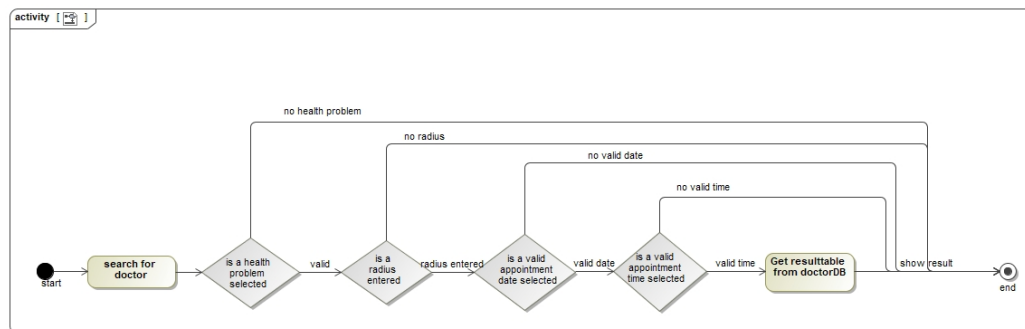 activity [ ]
no health problem
no radius
no valid date
no valid time
search for
doctor
is a health
problem
selected
valid
is a
radius
entered
radius entered
is a valid
appointment
date selected
valid date
is a valid
appointment
time selected
valid time
Get resulttable
from doctorDB
show result
start
end